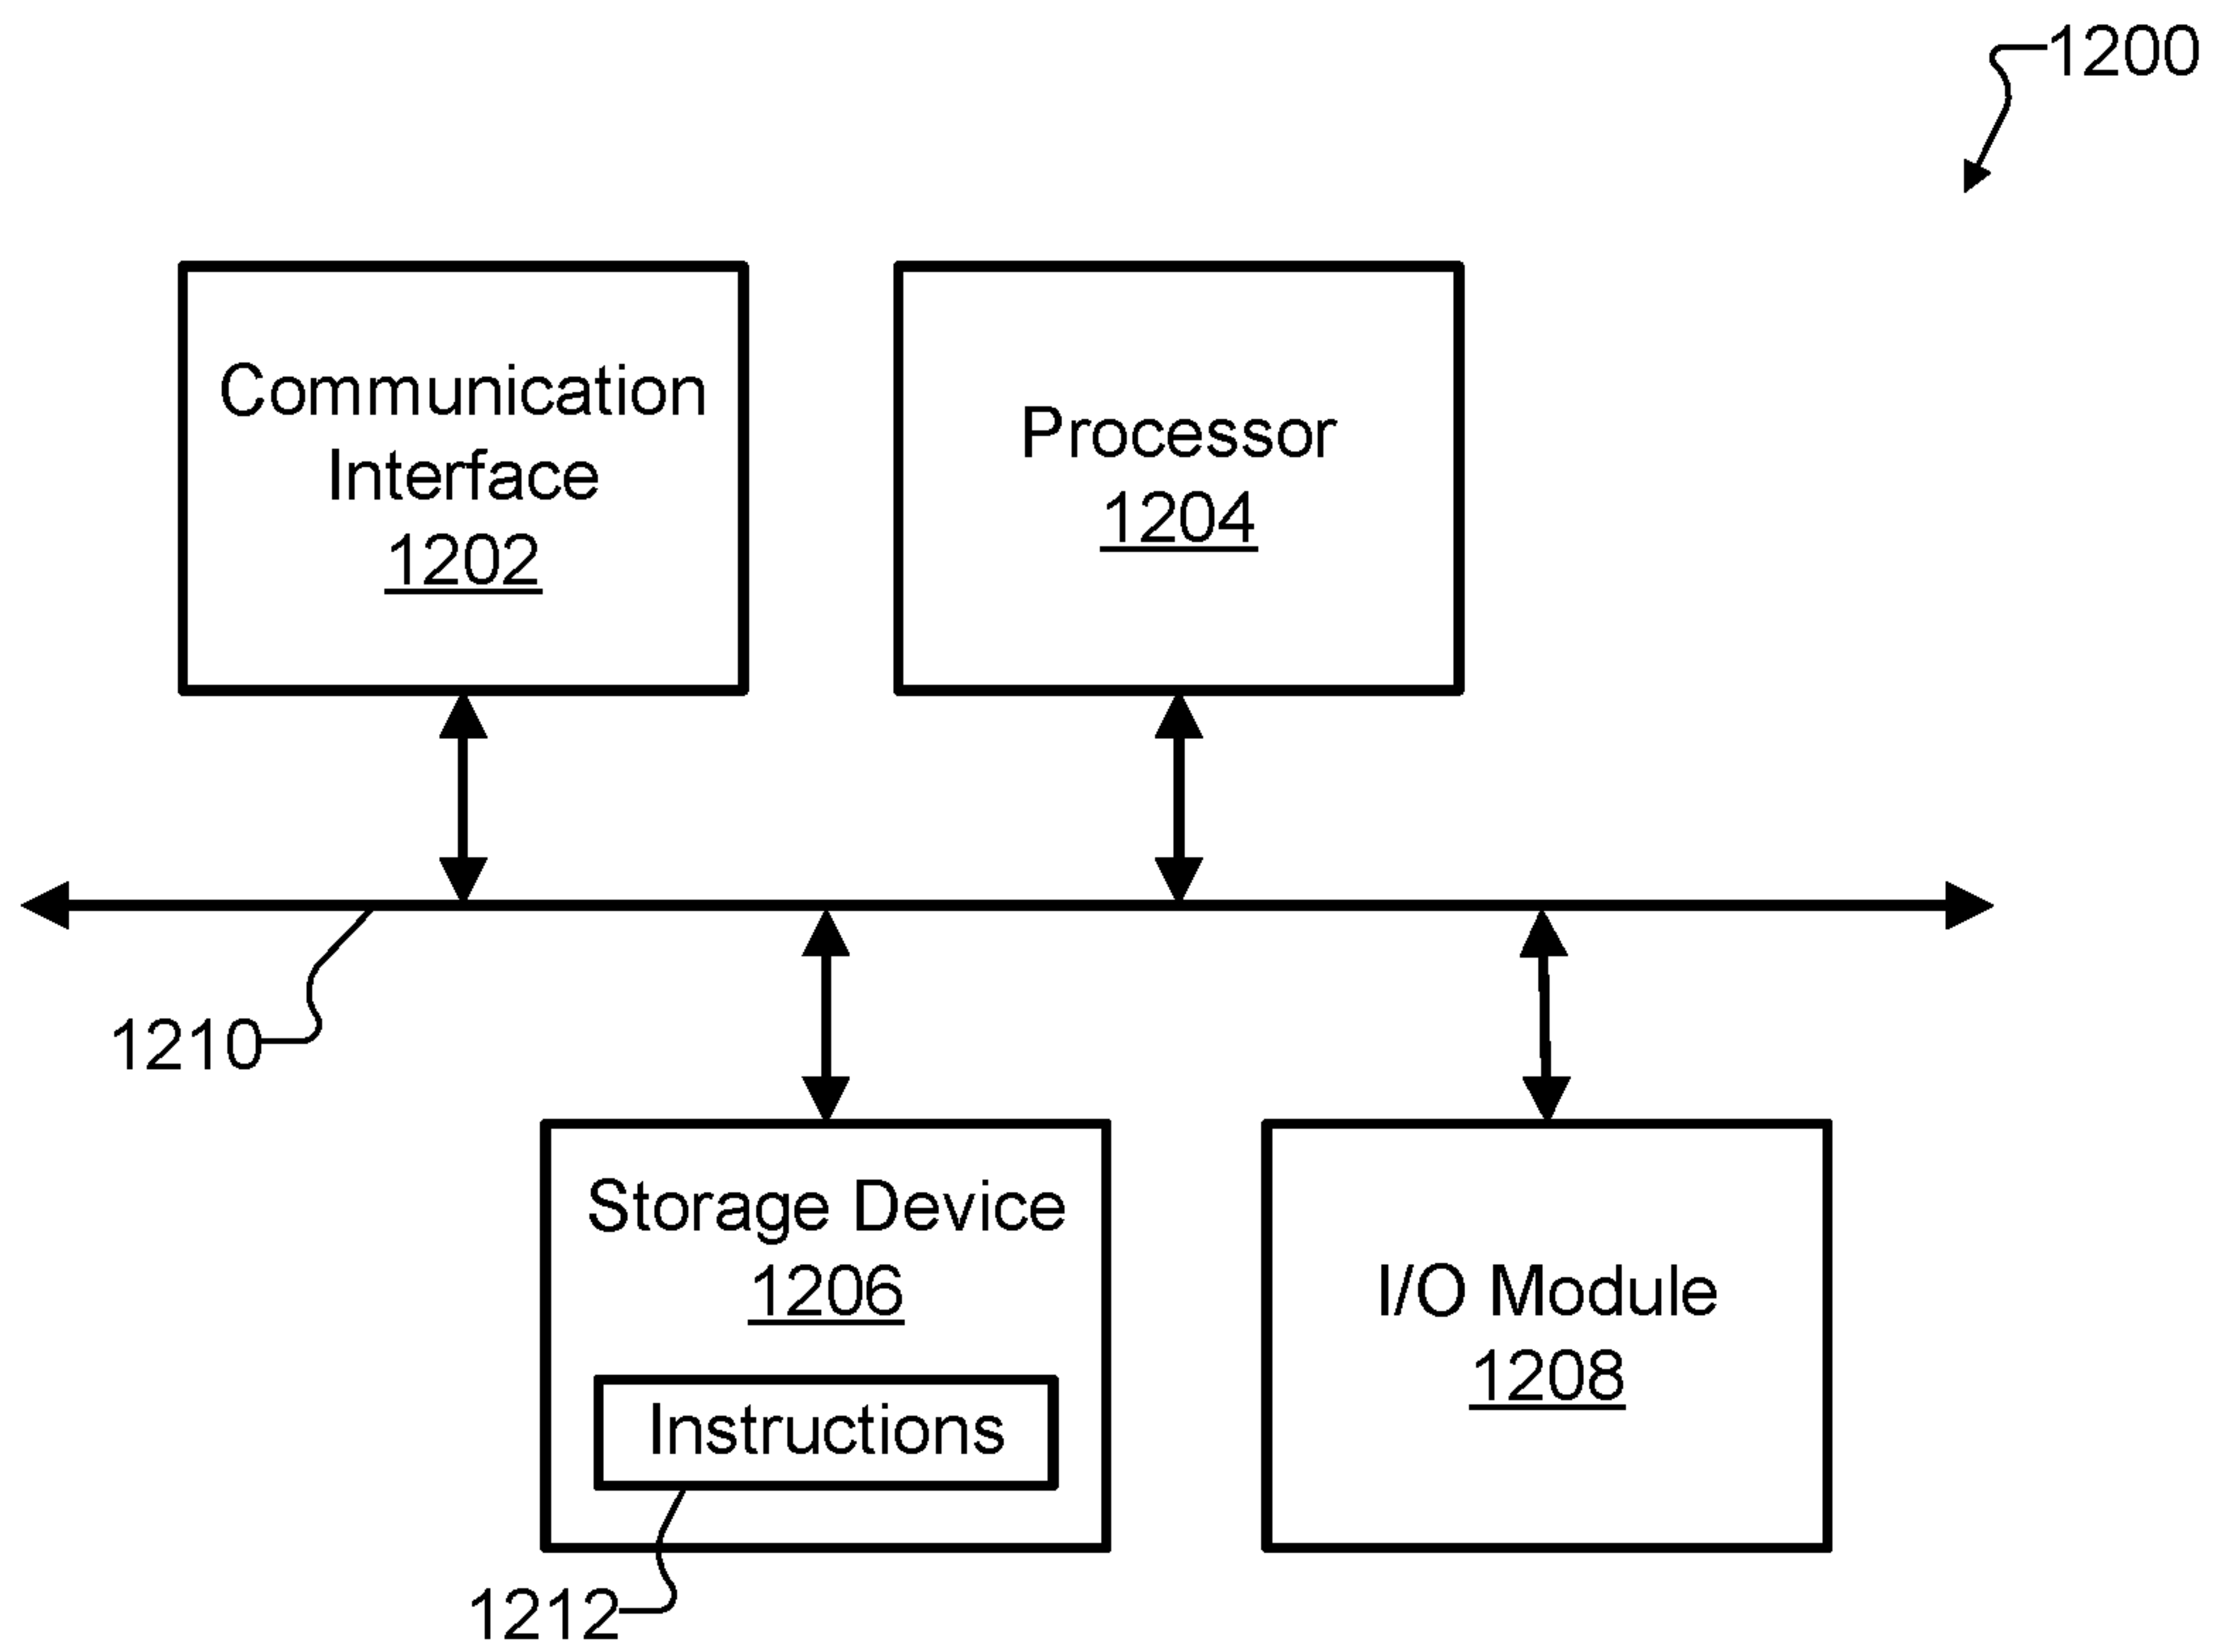 1200
Communication
Interface
1202
Processor
1204
1210
Storage Device
1206
Instructions
1212
I/O Module
1208